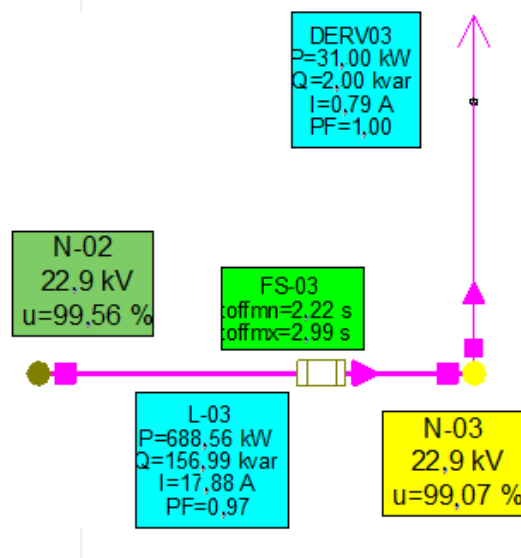 DERV03
P=31,00 kW
Q=2,00 kvar
I=0,79 A
PF=1,00
N-02
22,9 kV
u=99,56 %
FS-03
toffmn=2,22 s
toffmx=2,99 s
L-03
P=688,56 kW
Q=156,99 kvar
I=17,88 A
PF=0,97
N-03
22,9 kV
u=99,07 %